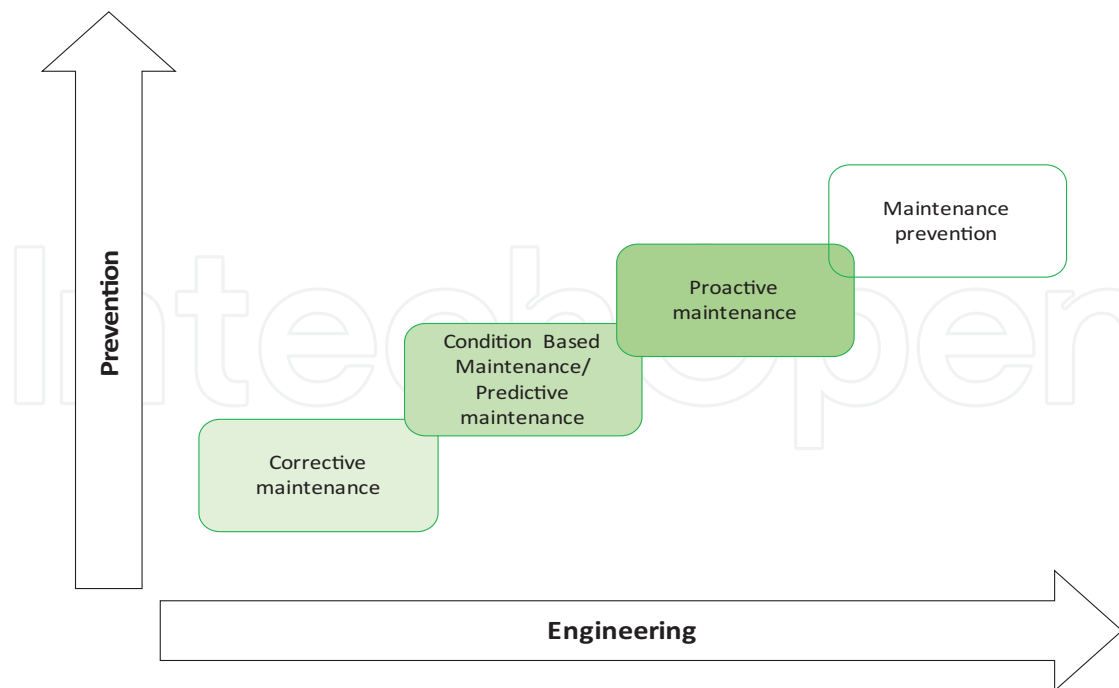 Maintenance
prevention
Proactive
maintenance
Condition Based
Maintenance/
Predictive
maintenance
Corrective
maintenance
Prevention
Engineering
IntechOpen